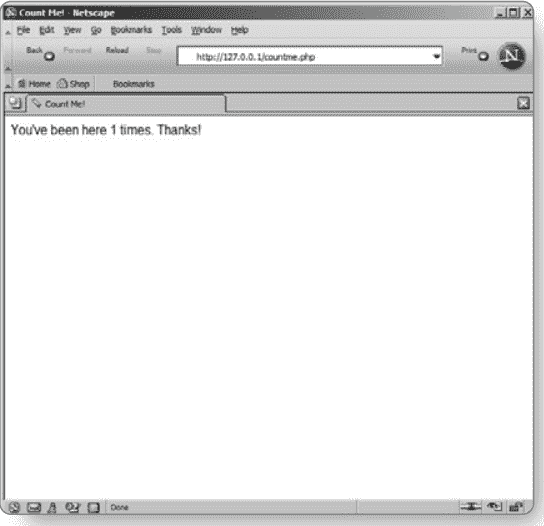 Count Me! - Netscape
File Edit View Go Bookmarks Tools Window Help
Back Forward Reload Stop http://127.0.0.1/countme.php Print N
Home Shop Bookmarks
Count Me!
You've been here 1 times. Thanks!
Done